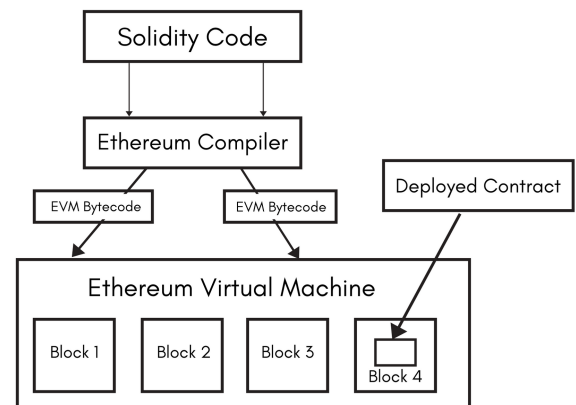 Solidity Code
Ethereum Compiler
EVM Bytecode
EVM Bytecode
Deployed Contract
Ethereum Virtual Machine
Block 1
Block 2
Block 3
Block 4